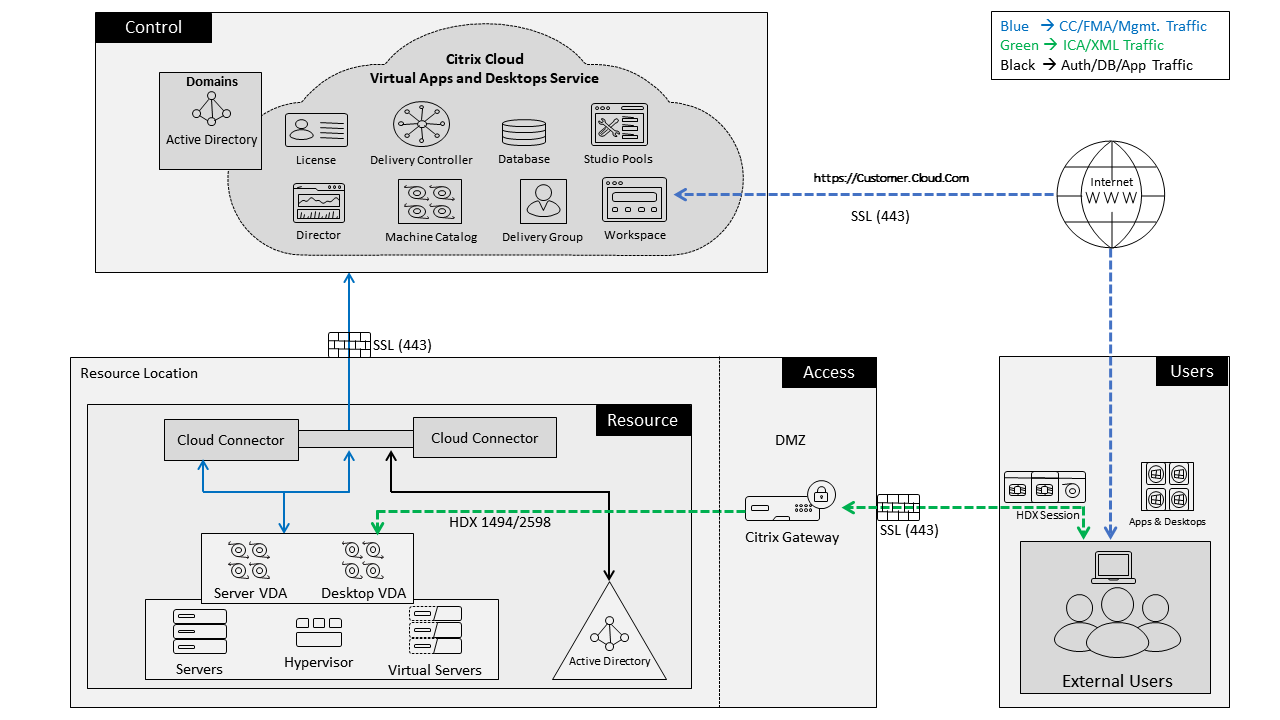 Control
Blue → CC/FMA/Mgmt. Traffic
Green → ICA/XML Traffic
Black → Auth/DB/App Traffic
Citrix Cloud
Virtual Apps and Desktops Service
Domains
Active Directory
License
Delivery Controller
Database
Studio Pools
Director
Machine Catalog
Delivery Group
Workspace
https://Customer.Cloud.Com
SSL (443)
Internet
W W W
SSL (443)
Resource Location
Access
Users
Resource
Cloud Connector
Cloud Connector
DMZ
HDX 1494/2598
Citrix Gateway
SSL (443)
HDX Session
Apps & Desktops
Server VDA
Desktop VDA
Servers
Hypervisor
Virtual Servers
Active Directory
External Users